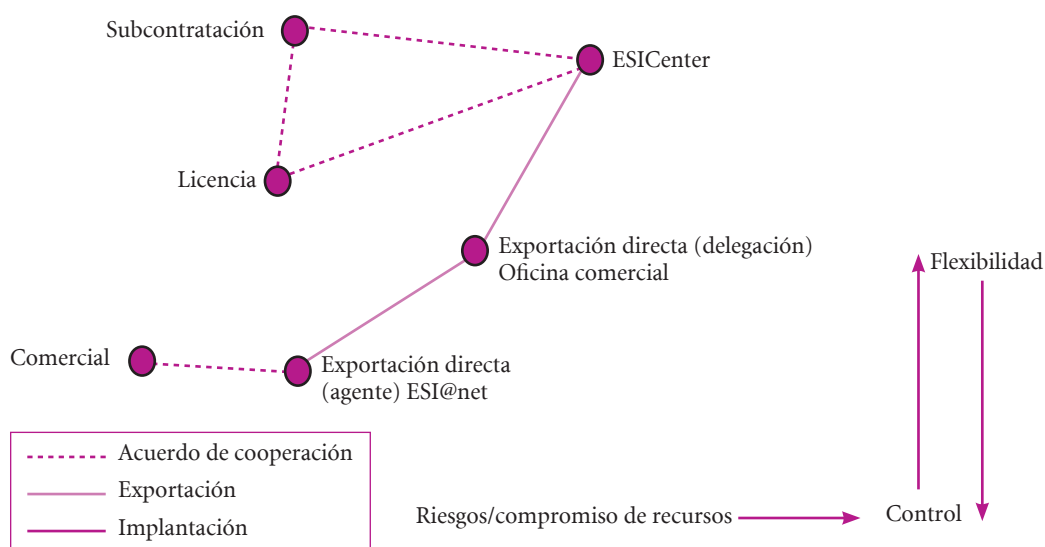 Subcontratación
ESICenter
Licencia
Exportación directa (delegación)
Oficina comercial
Flexibilidad
Comercial
Exportación directa
(agente) ESI@net
Acuerdo de cooperación
Exportación
Implantación
Riesgos/compromiso de recursos
Control